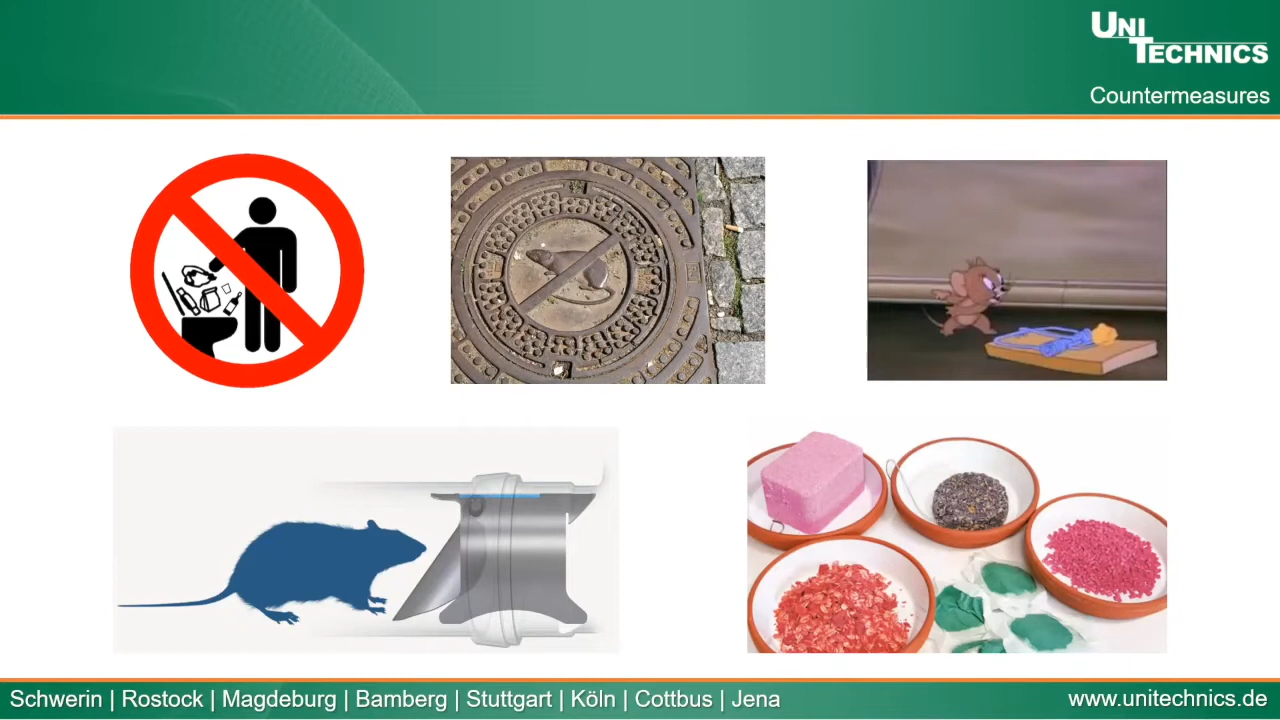 UNI
TECHNICS
Countermeasures
Schwerin | Rostock | Magdeburg | Bamberg | Stuttgart | Köln | Cottbus | Jena
www.unitechnics.de